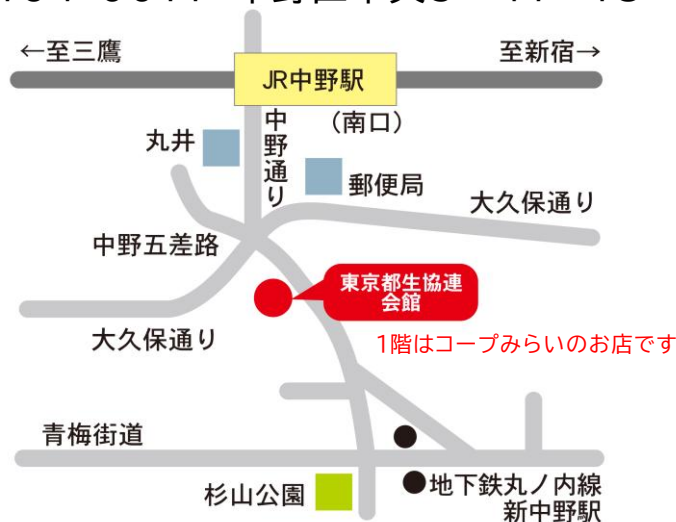 ←至三鷹
至新宿→
JR中野駅
(南口)
中野通り
丸井
郵便局
大久保通り
中野五差路
東京都生協連
会館
大久保通り
1階はコープみらいのお店です
青梅街道
杉山公園
●地下鉄丸ノ内線
新中野駅